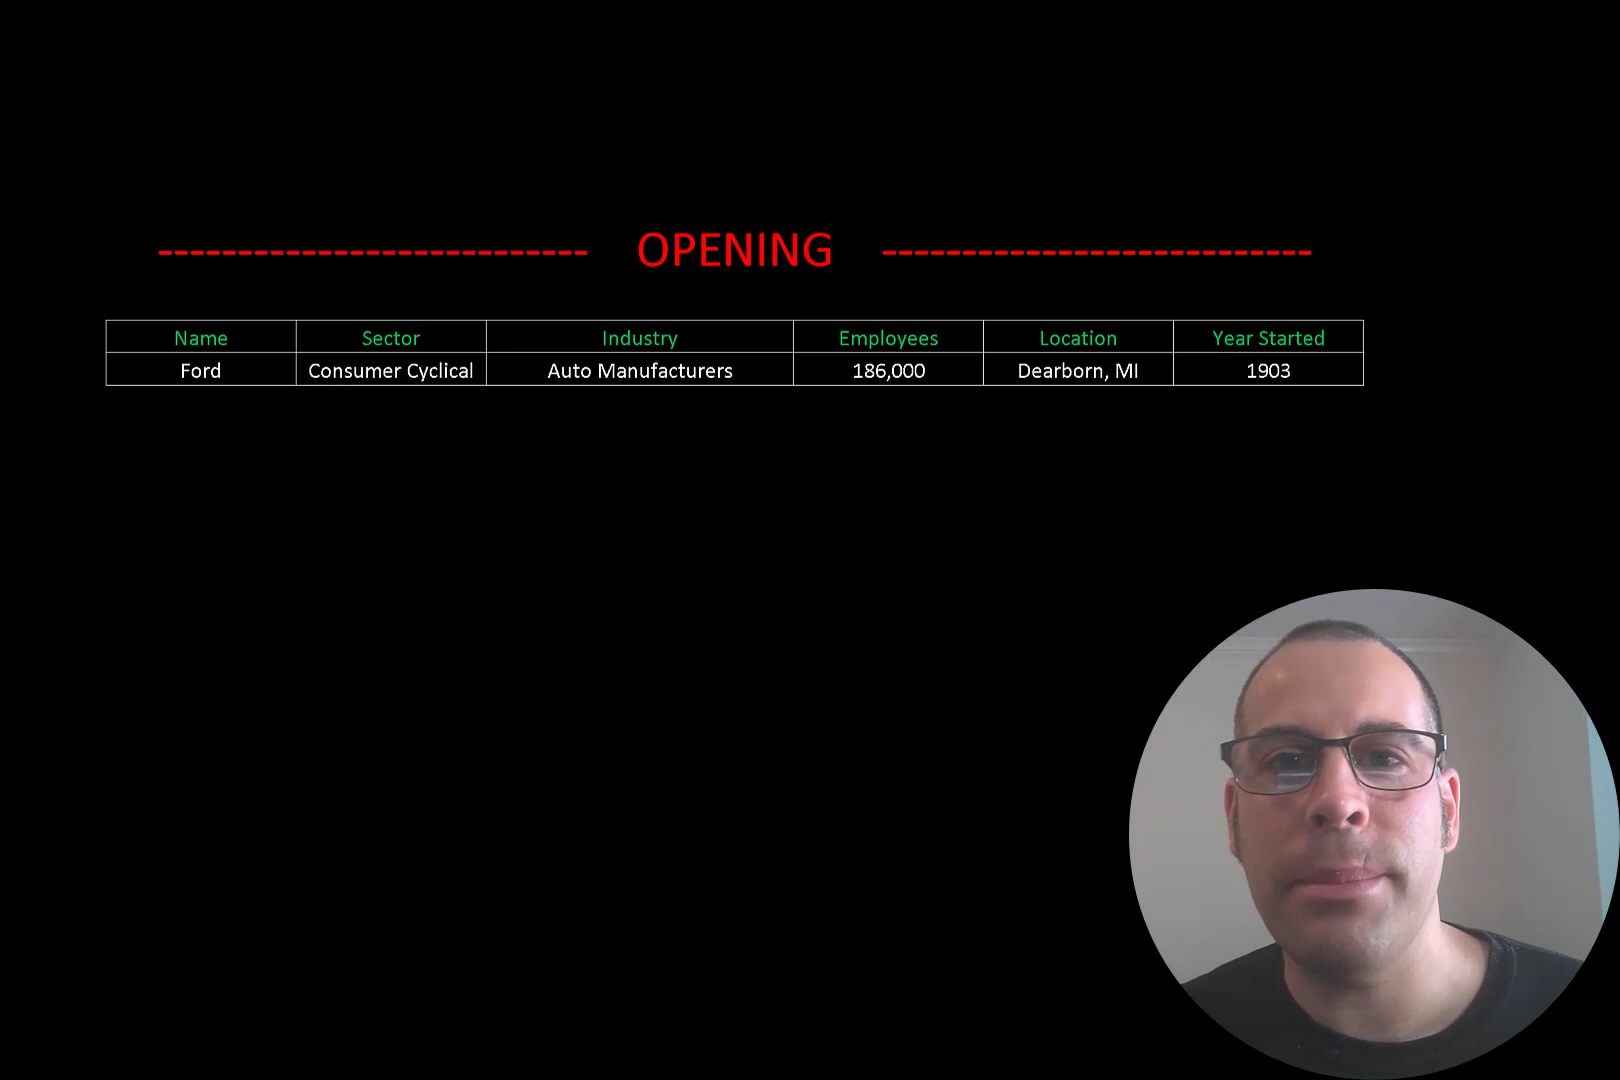 -------------------------- OPENING --------------------------
Name Sector Industry Employees Location Year Started
Ford Consumer Cyclical Auto Manufacturers 186,000 Dearborn, MI 1903